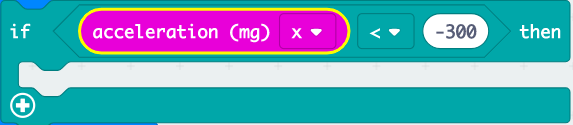 if acceleration (mg) x < -300 then